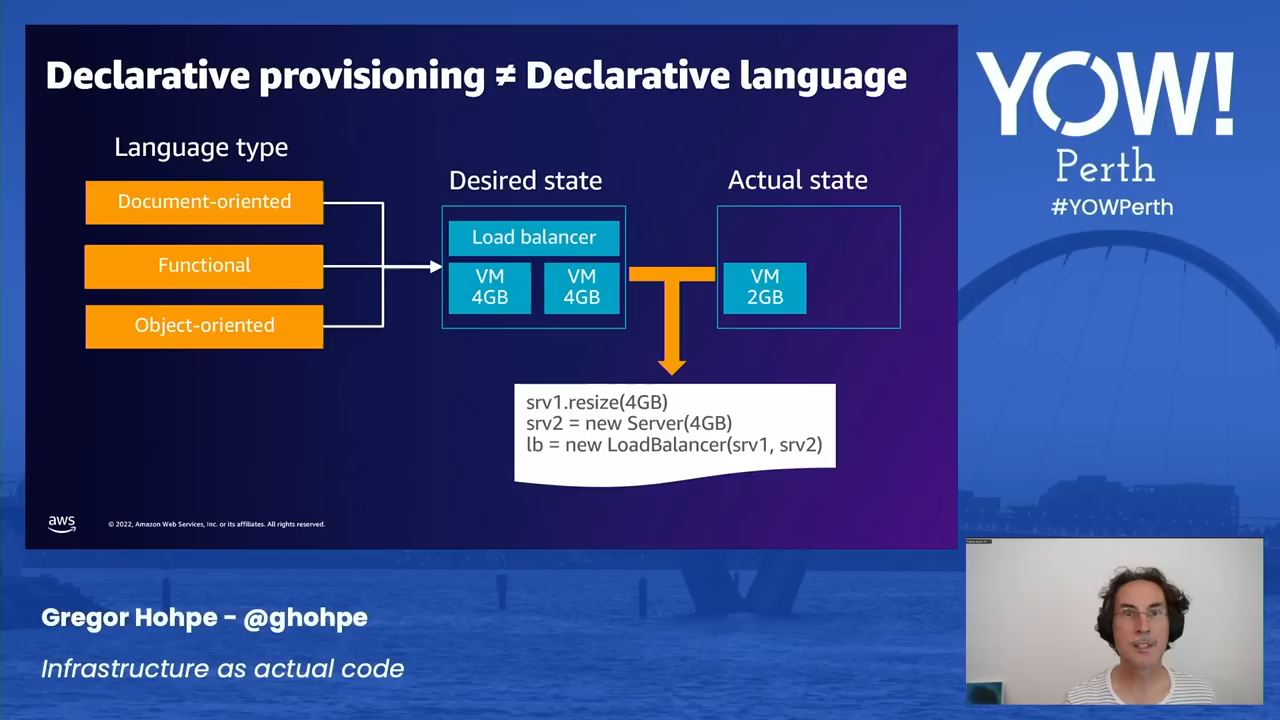 Declarative provisioning ≠ Declarative language
Language type
Document-oriented
Functional
Object-oriented
Desired state
Load balancer
VM
4GB
VM
4GB
Actual state
VM
2GB
srv1.resize(4GB)
srv2 = new Server(4GB)
lb = new LoadBalancer(srv1, srv2)
aws
© 2022, Amazon Web Services, Inc. or its affiliates. All rights reserved.
YOW!
Perth
#YOWPerth
Gregor Hohpe - @ghohpe
Infrastructure as actual code